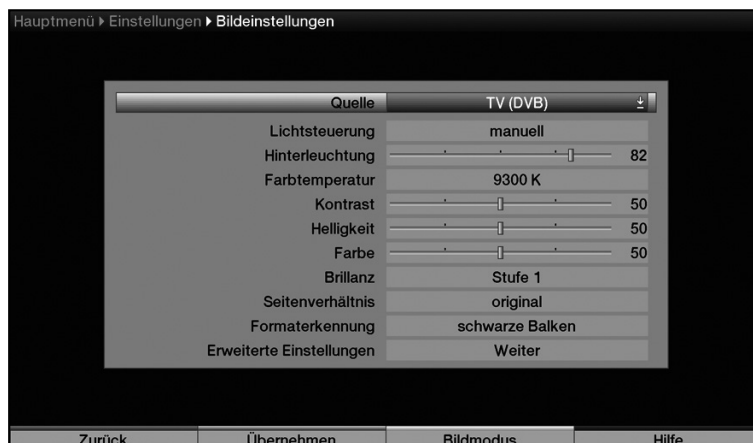 Hauptmenü ▸ Einstellungen ▸ Bildeinstellungen
Quelle TV (DVB)
Lichtsteuerung manuell
Hinterleuchtung 82
Farbtemperatur 9300 K
Kontrast 50
Helligkeit 50
Farbe 50
Brillanz Stufe 1
Seitenverhältnis original
Formaterkennung schwarze Balken
Erweiterte Einstellungen Weiter
Zurück Übernehmen Bildmodus Hilfe